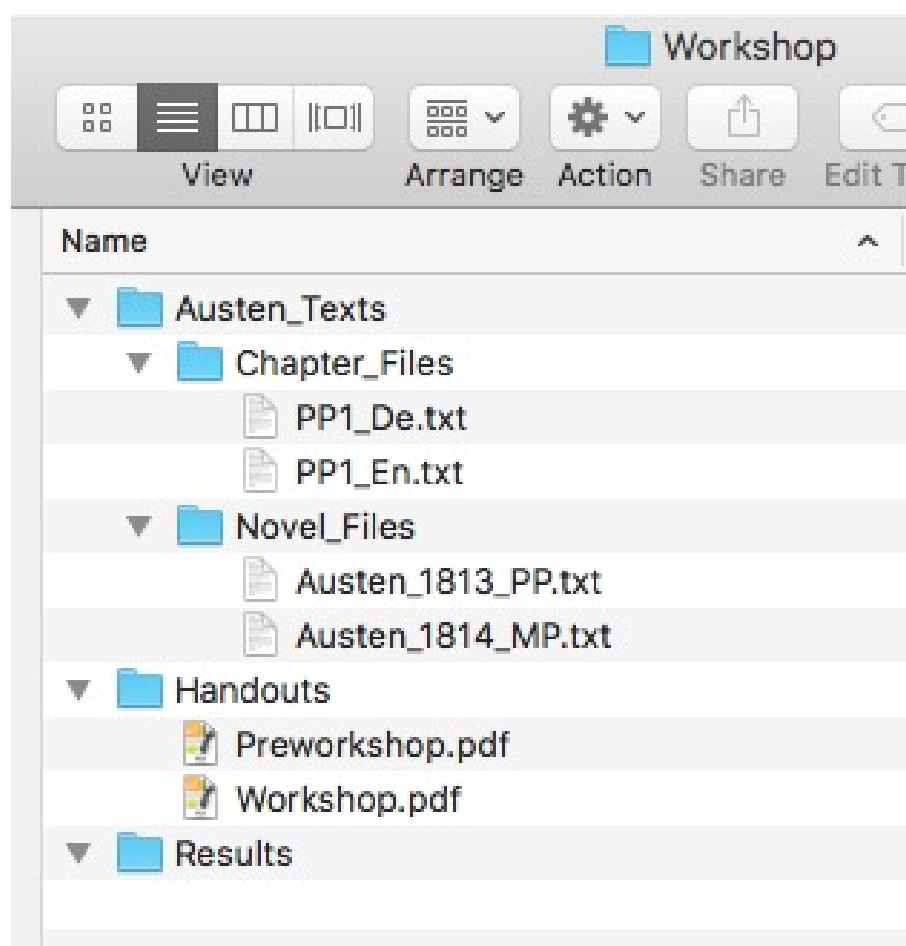 Workshop
View Arrange Action Share Edit T
Name
Austen_Texts
Chapter_Files
PP1_De.txt
PP1_En.txt
Novel_Files
Austen_1813_PP.txt
Austen_1814_MP.txt
Handouts
Preworkshop.pdf
Workshop.pdf
Results